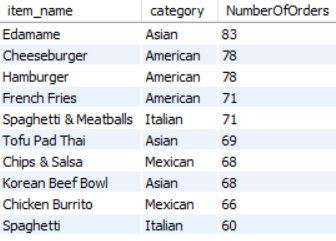 item_name category NumberOfOrders
Edamame Asian 83
Cheeseburger American 78
Hamburger American 78
French Fries American 71
Spaghetti & Meatballs Italian 71
Tofu Pad Thai Asian 69
Chips & Salsa Mexican 68
Korean Beef Bowl Asian 68
Chicken Burrito Mexican 66
Spaghetti Italian 60